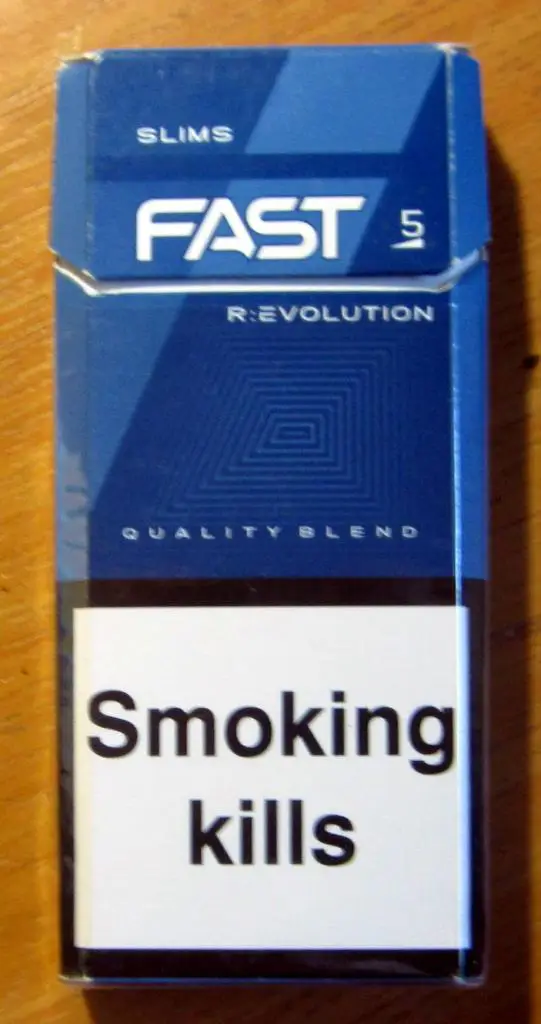 SLIMS
FAST 5
R:EVOLUTION
QUALITY BLEND
Smoking
kills